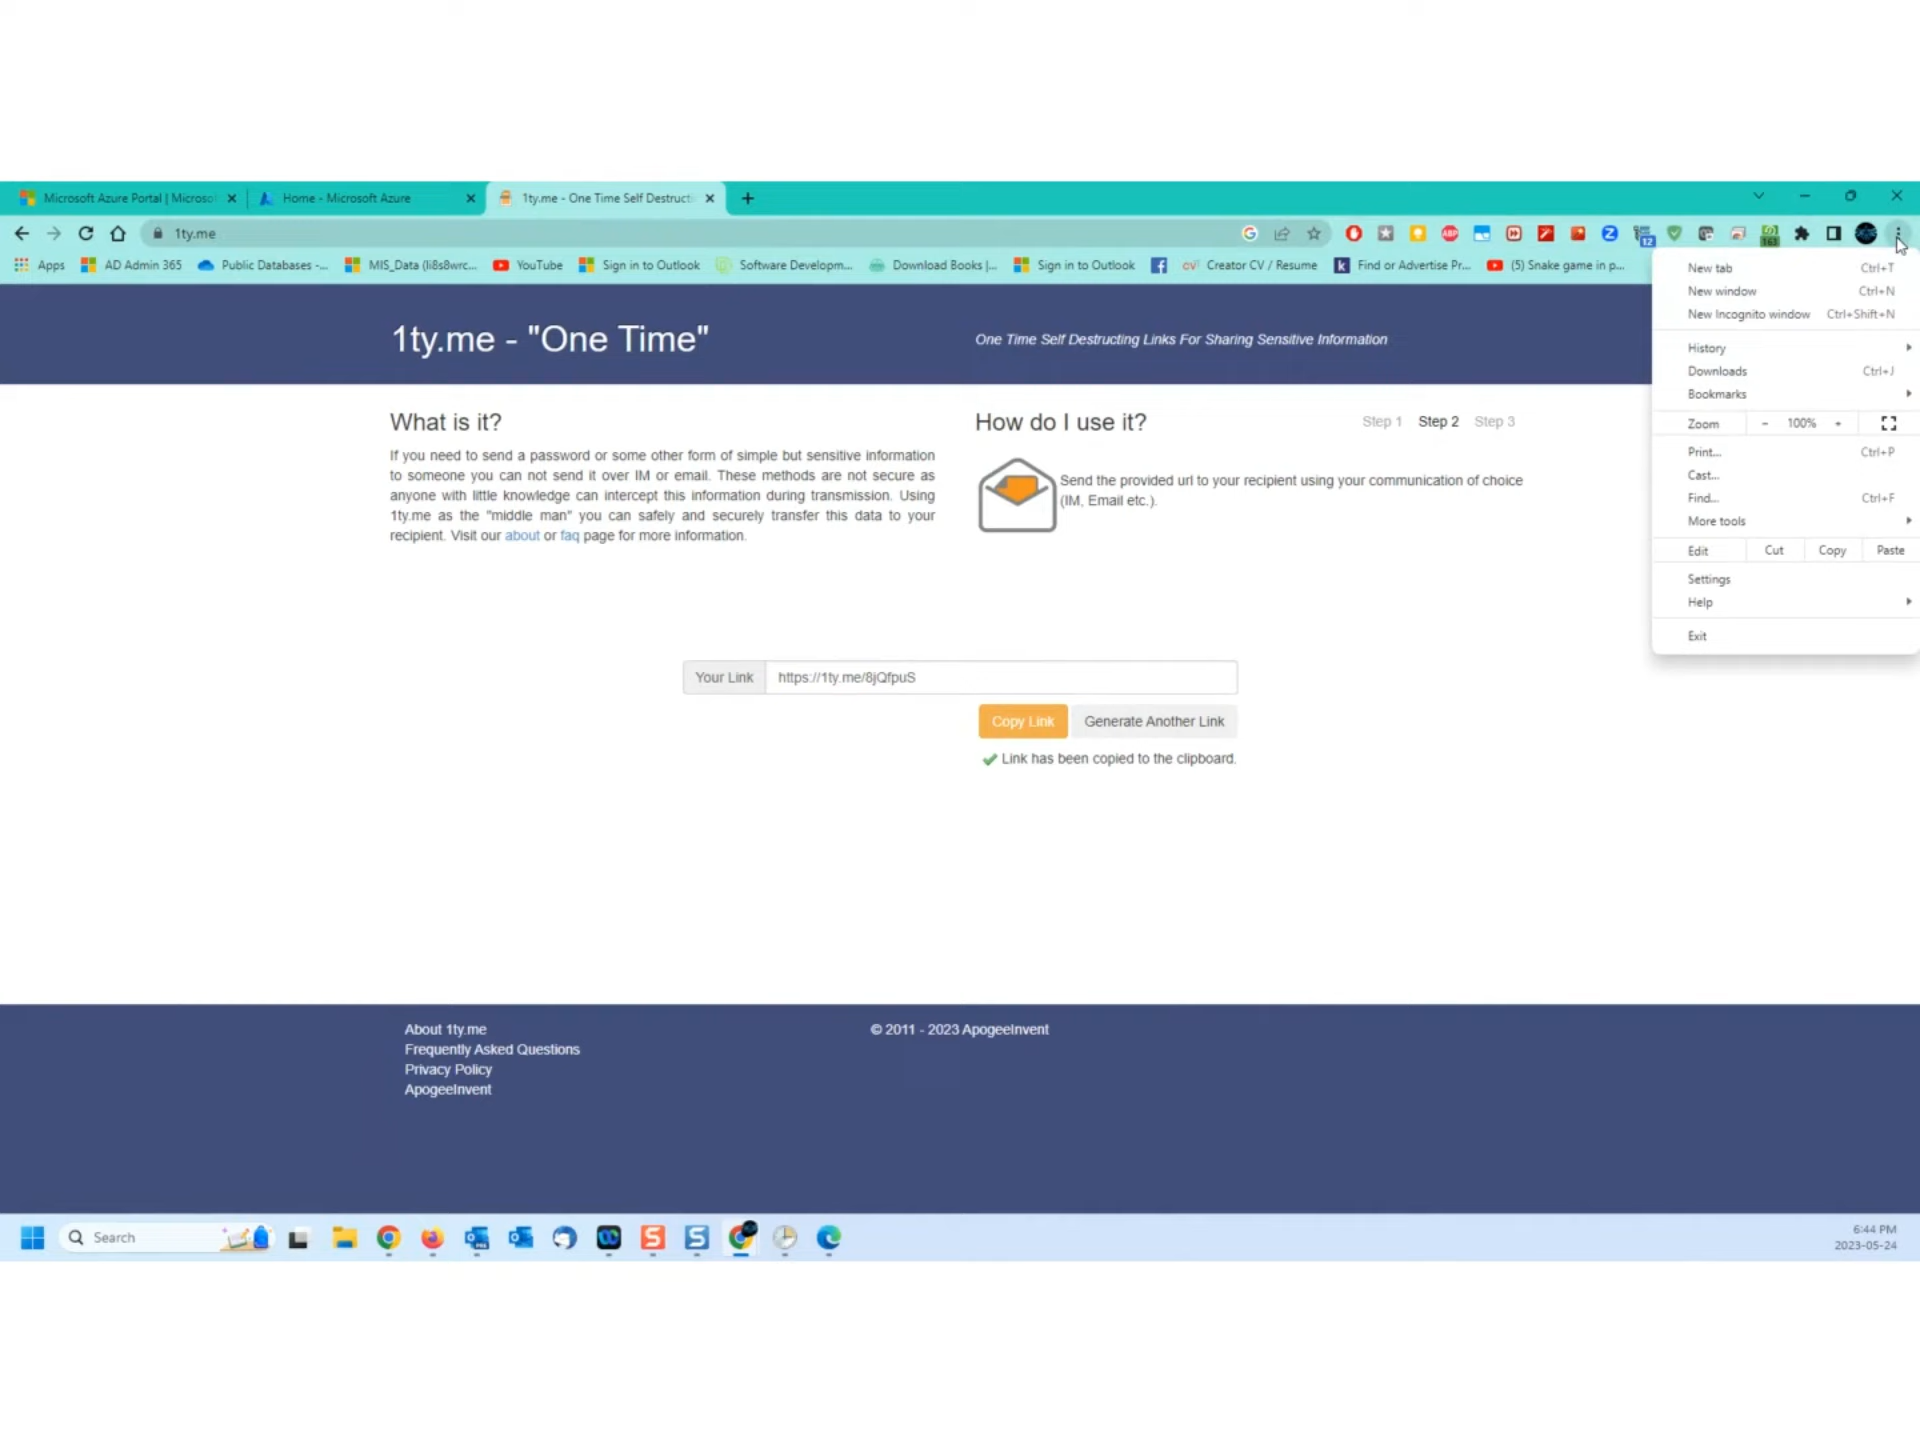 Microsoft Azure Portal | Microso
Home - Microsoft Azure
1ty.me - One Time Self Destructi
1ty.me
ABP
12
163
Apps
AD Admin 365
Public Databases -...
MIS_Data (li8s8wrc...
YouTube
Sign in to Outlook
Software Developm...
Download Books |...
Sign in to Outlook
Creator CV / Resume
Find or Advertise Pr...
(5) Snake game in p...
New tab Ctrl+T
New window Ctrl+N
New Incognito window Ctrl+Shift+N
History
Downloads Ctrl+J
Bookmarks
Zoom - 100% +
Print... Ctrl+P
Cast...
Find... Ctrl+F
More tools
Edit Cut Copy Paste
Settings
Help
Exit
1ty.me - "One Time"
One Time Self Destructing Links For Sharing Sensitive Information
What is it?
If you need to send a password or some other form of simple but sensitive information
to someone you can not send it over IM or email. These methods are not secure as
anyone with little knowledge can intercept this information during transmission. Using
1ty.me as the "middle man" you can safely and securely transfer this data to your
recipient. Visit our about or faq page for more information.
How do I use it?
Step 1 Step 2 Step 3
Send the provided url to your recipient using your communication of choice
(IM, Email etc.).
Your Link https://1ty.me/8jQfpuS
Copy Link Generate Another Link
Link has been copied to the clipboard.
About 1ty.me
Frequently Asked Questions
Privacy Policy
ApogeeInvent
© 2011 - 2023 ApogeeInvent
Search
6:44 PM
2023-05-24